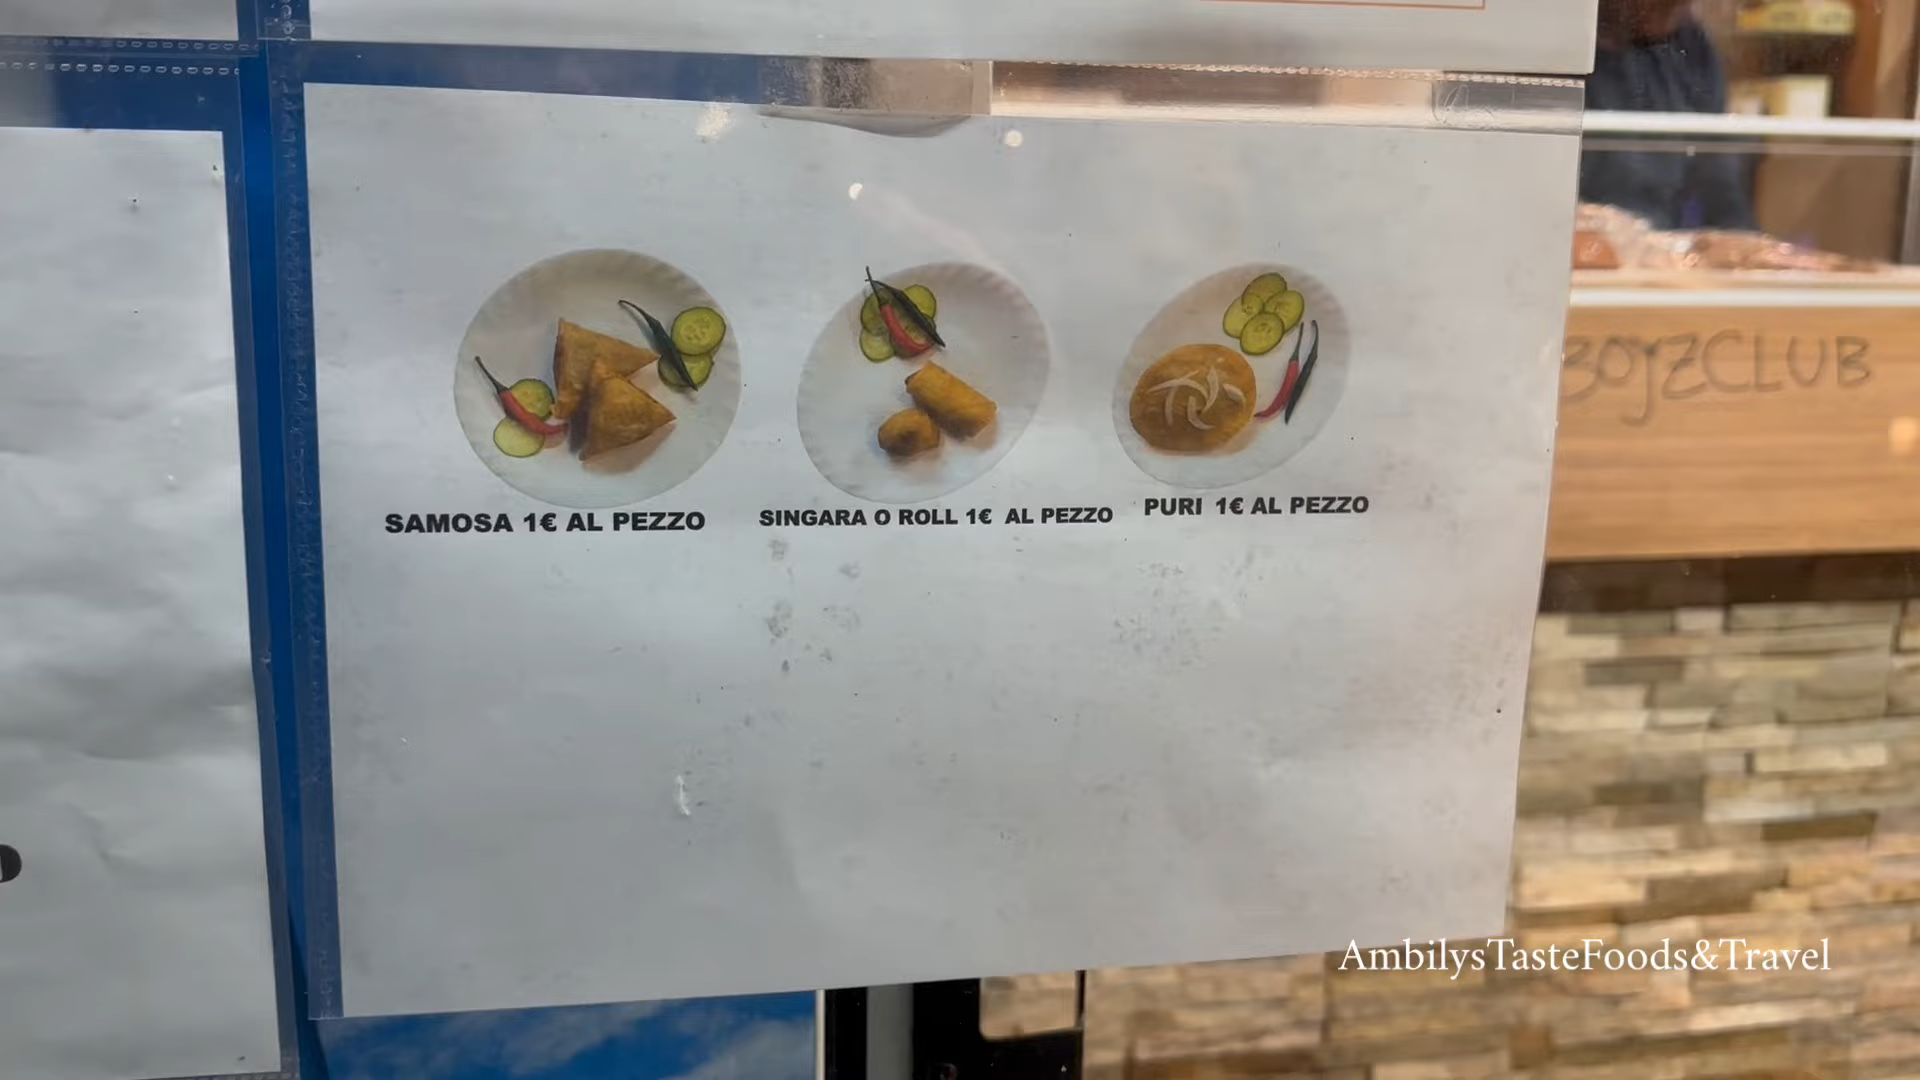 SAMOSA 1€ AL PEZZO
SINGARA O ROLL 1€ AL PEZZO
PURI 1€ AL PEZZO
BOYZCLUB
AmbilysTasteFoods&Travel